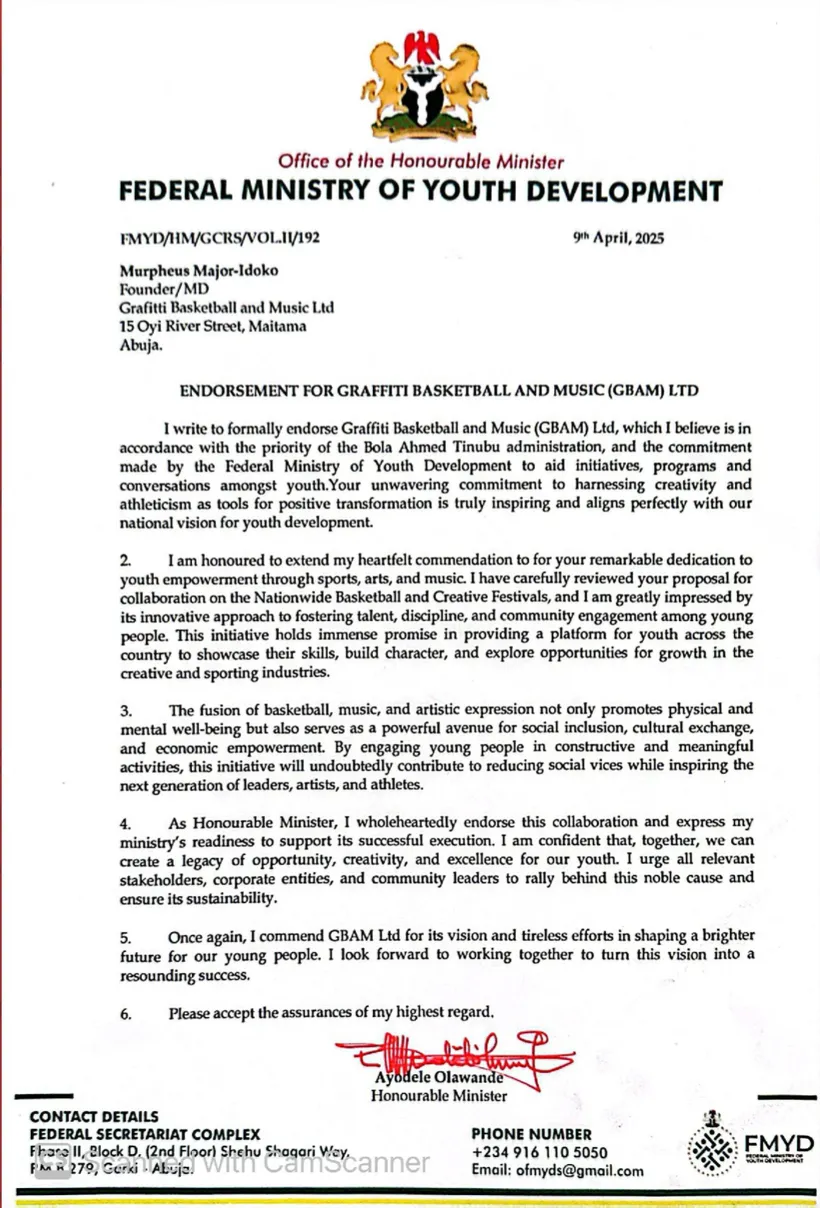 Office of the Honourable Minister
FEDERAL MINISTRY OF YOUTH DEVELOPMENT
FMYD/HM/GCRS/VOL.II/192
9th April, 2025
Murpheus Major-Idoko
Founder/MD
Grafitti Basketball and Music Ltd
15 Oyi River Street, Maitama
Abuja.
ENDORSEMENT FOR GRAFFITI BASKETBALL AND MUSIC (GBAM) LTD
I write to formally endorse Graffiti Basketball and Music (GBAM) Ltd, which I believe is in
accordance with the priority of the Bola Ahmed Tinubu administration, and the commitment
made by the Federal Ministry of Youth Development to aid initiatives, programs and
conversations amongst youth.Your unwavering commitment to harnessing creativity and
athleticism as tools for positive transformation is truly inspiring and aligns perfectly with our
national vision for youth development.
2. I am honoured to extend my heartfelt commendation to for your remarkable dedication to
youth empowerment through sports, arts, and music. I have carefully reviewed your proposal for
collaboration on the Nationwide Basketball and Creative Festivals, and I am greatly impressed by
its innovative approach to fostering talent, discipline, and community engagement among young
people. This initiative holds immense promise in providing a platform for youth across the
country to showcase their skills, build character, and explore opportunities for growth in the
creative and sporting industries.
3. The fusion of basketball, music, and artistic expression not only promotes physical and
mental well-being but also serves as a powerful avenue for social inclusion, cultural exchange,
and economic empowerment. By engaging young people in constructive and meaningful
activities, this initiative will undoubtedly contribute to reducing social vices while inspiring the
next generation of leaders, artists, and athletes.
4. As Honourable Minister, I wholeheartedly endorse this collaboration and express my
ministry's readiness to support its successful execution. I am confident that, together, we can
create a legacy of opportunity, creativity, and excellence for our youth. I urge all relevant
stakeholders, corporate entities, and community leaders to rally behind this noble cause and
ensure its sustainability.
5. Once again, I commend GBAM Ltd for its vision and tireless efforts in shaping a brighter
future for our young people. I look forward to working together to turn this vision into a
resounding success.
6. Please accept the assurances of my highest regard.
Ayodele Olawande
Honourable Minister
CONTACT DETAILS
FEDERAL SECRETARIAT COMPLEX
Phase II, Block D, (2nd Floor) Shehu Shagari Way,
279, Garki - Abuja.
Scanned with CamScanner
PHONE NUMBER
+234 916 110 5050
Email: ofmyds@gmail.com
FMYD
FEDERAL MINISTRY OF
YOUTH DEVELOPMENT